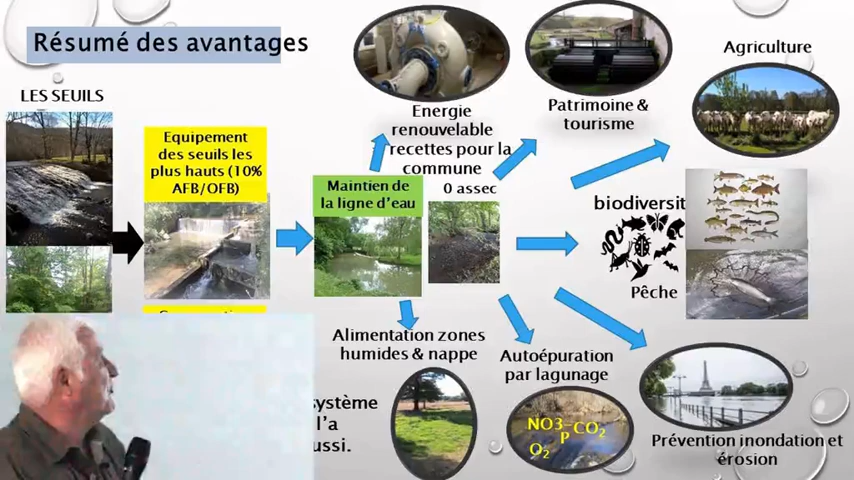 Résumé des avantages
LES SEUILS
Equipement
des seuils les
plus hauts (10%
AFB/OFB)
Maintien de
la ligne d'eau
0 assec
Energie
renouvelable
recettes pour la
commune
Patrimoine &
tourisme
Agriculture
biodiversit
Pêche
Alimentation zones
humides & nappe
Autoépuration
par lagunage
NO3-CO2
P
O2
Prévention inondation et
érosion
système
l'a
ussi.